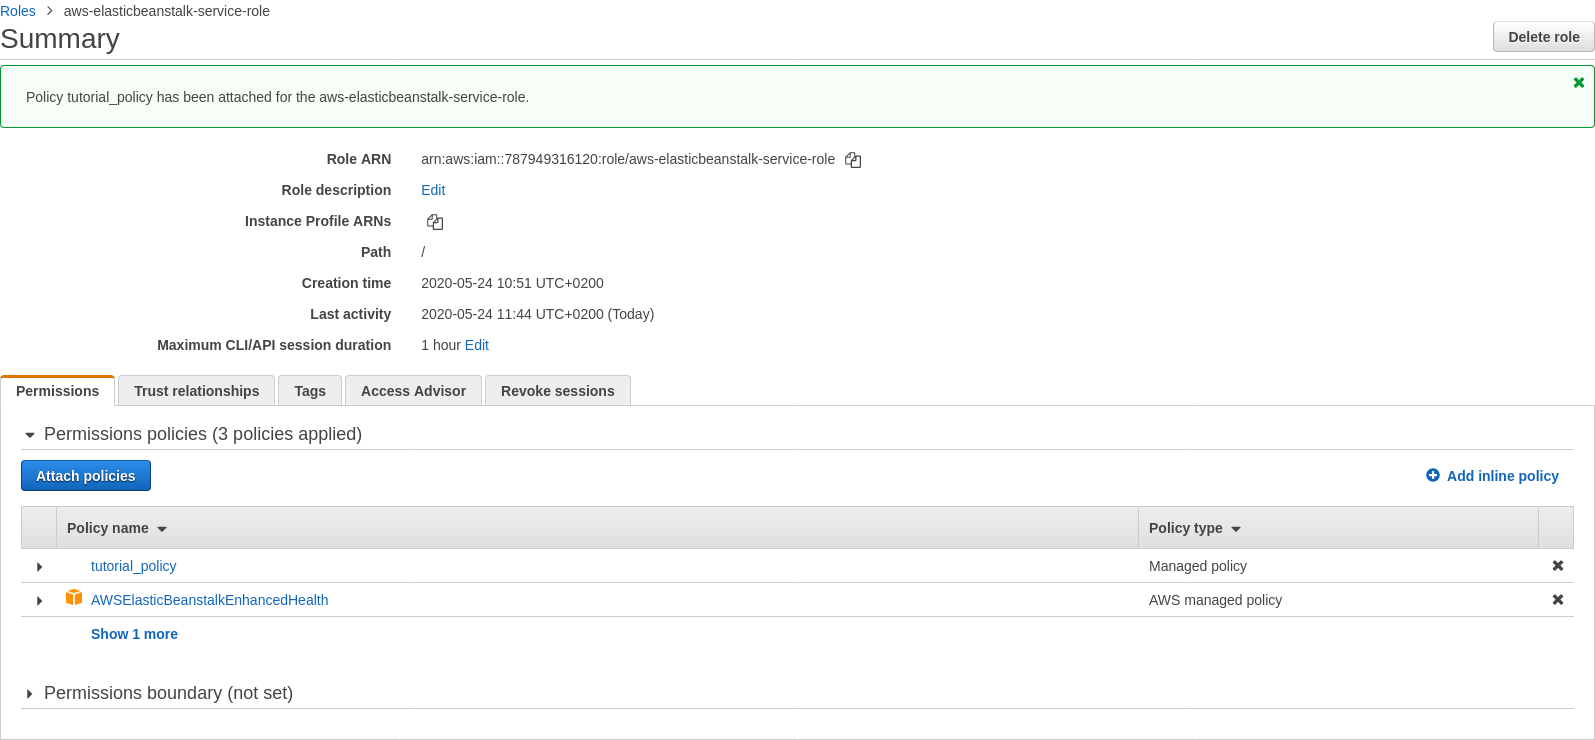 Roles > aws-elasticbeanstalk-service-role
Summary
Delete role
Policy tutorial_policy has been attached for the aws-elasticbeanstalk-service-role.
Role ARN arn:aws:iam::787949316120:role/aws-elasticbeanstalk-service-role
Role description Edit
Instance Profile ARNs
Path /
Creation time 2020-05-24 10:51 UTC+0200
Last activity 2020-05-24 11:44 UTC+0200 (Today)
Maximum CLI/API session duration 1 hour Edit
Permissions Trust relationships Tags Access Advisor Revoke sessions
Permissions policies (3 policies applied)
Attach policies Add inline policy
Policy name Policy type
tutorial_policy Managed policy
AWSElasticBeanstalkEnhancedHealth AWS managed policy
Show 1 more
Permissions boundary (not set)